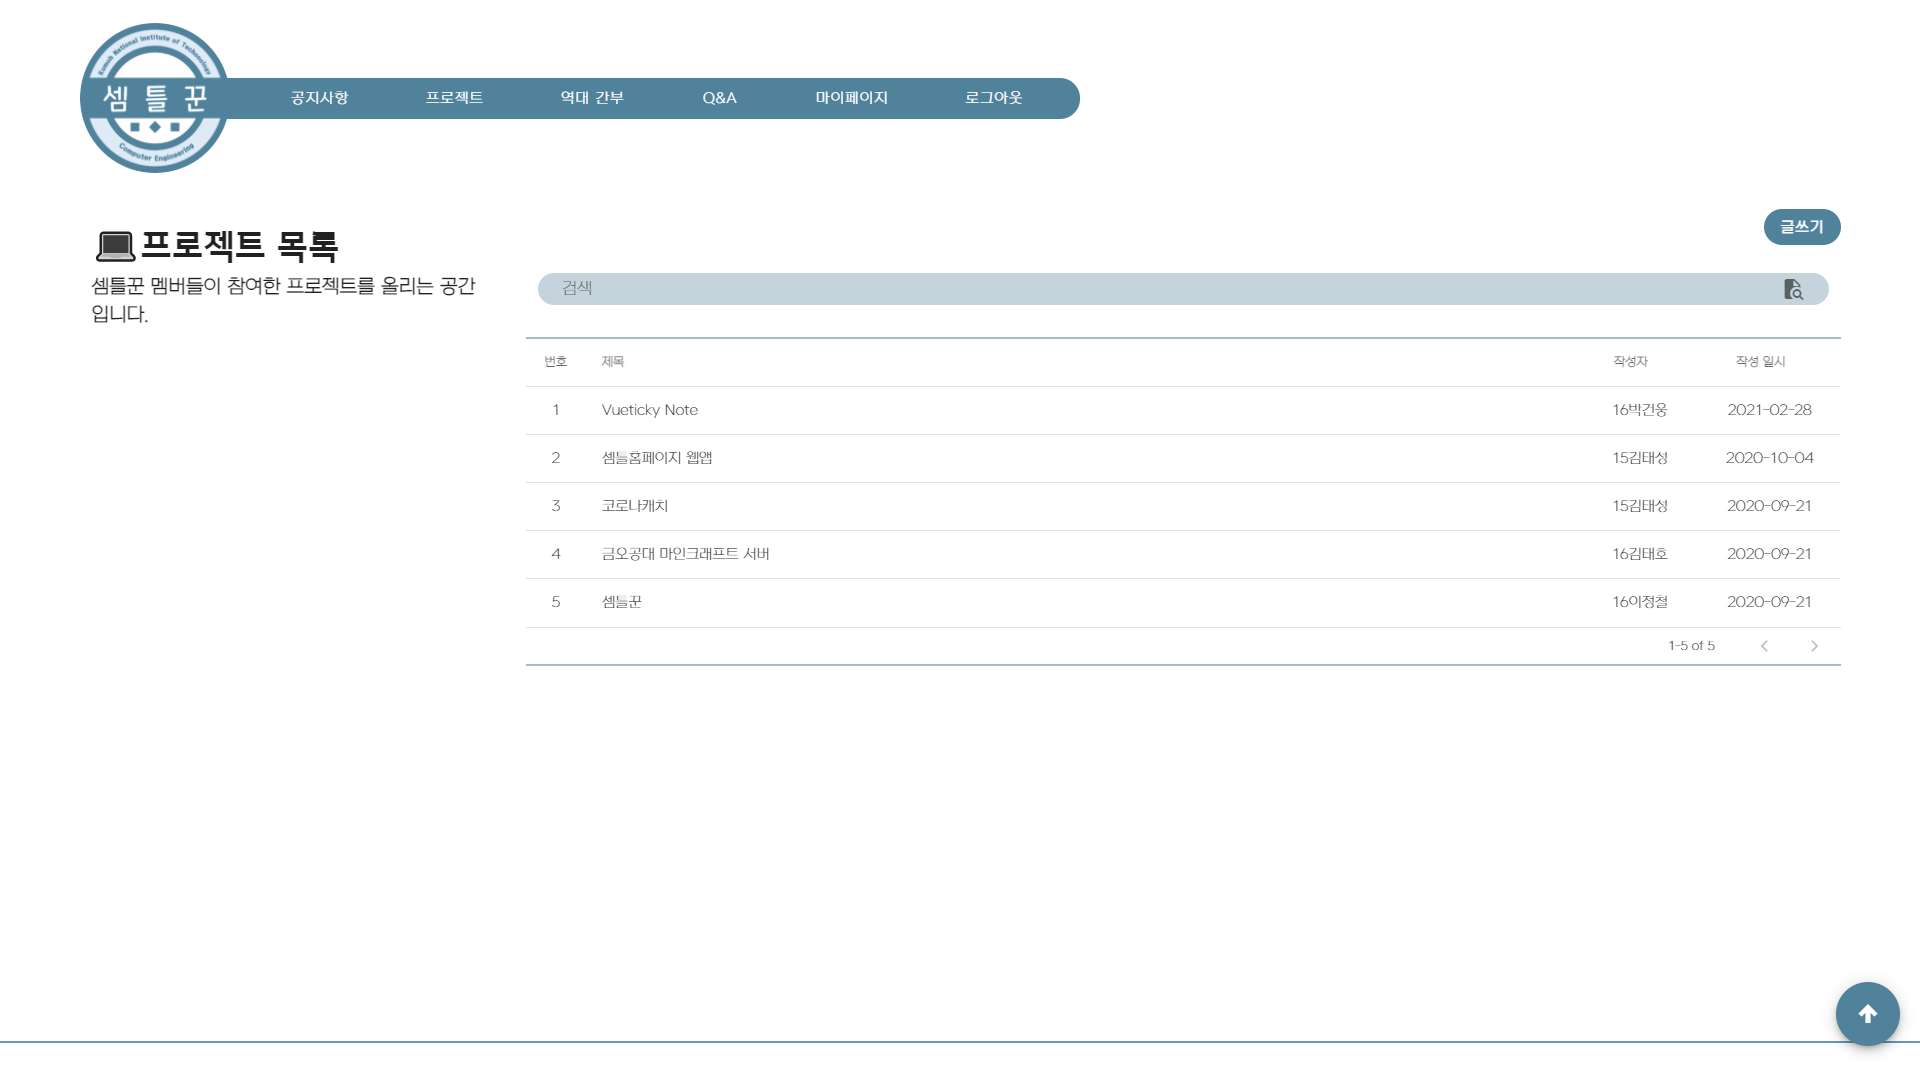 Kumoh National Institute of Technology
셈 틀 꾼
Computer Engineering
공지사항 프로젝트 역대 간부 Q&A 마이페이지 로그아웃
프로젝트 목록
셈틀꾼 멤버들이 참여한 프로젝트를 올리는 공간
입니다.
글쓰기
검색
번호 제목 작성자 작성 일시
1 Vueticky Note 16박건웅 2021-02-28
2 셈틀홈페이지 웹앱 15김태성 2020-10-04
3 코로나캐치 15김태성 2020-09-21
4 금오공대 마인크래프트 서버 16김태호 2020-09-21
5 셈틀꾼 16이정철 2020-09-21
1-5 of 5